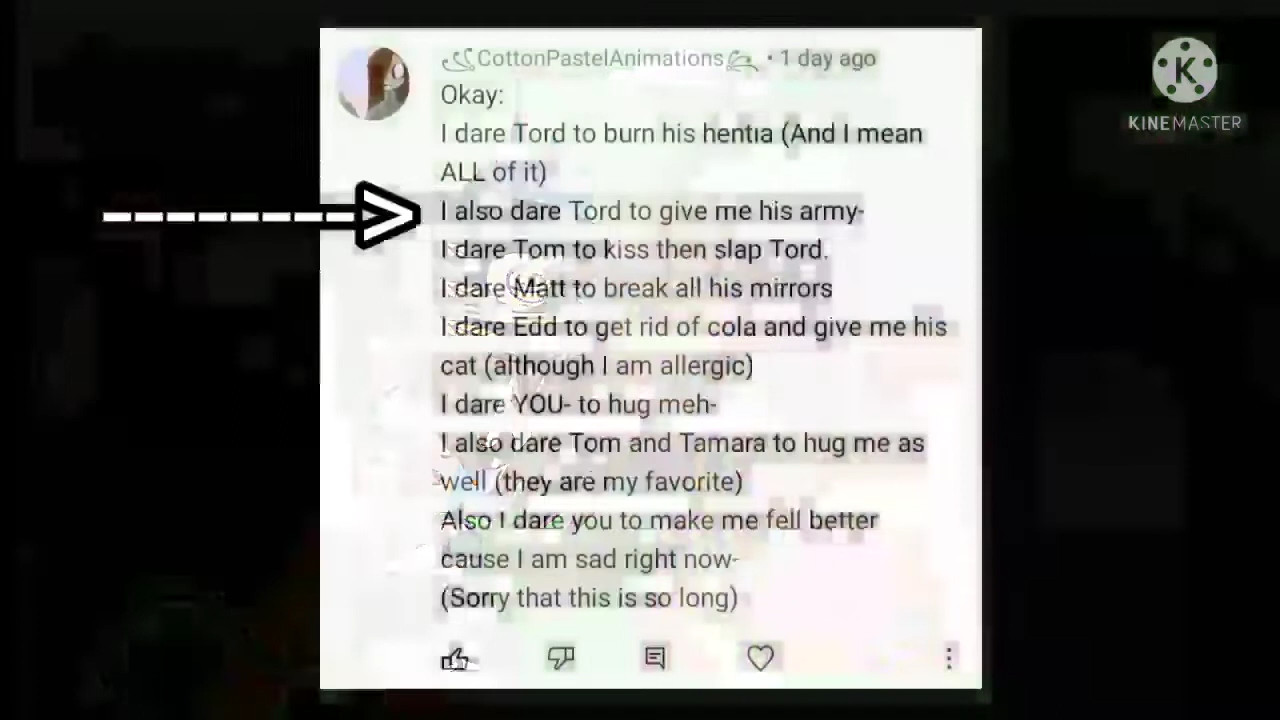 CottonPastelAnimations • 1 day ago
Okay:
I dare Tord to burn his hentia (And I mean
ALL of it)
I also dare Tord to give me his army-
I dare Tom to kiss then slap Tord.
I dare Matt to break all his mirrors
I dare Edd to get rid of cola and give me his
cat (although I am allergic)
I dare YOU- to hug meh-
I also dare Tom and Tamara to hug me as
well (they are my favorite)
Also I dare you to make me fell better
cause I am sad right now-
(Sorry that this is so long)
K
KINEMASTER